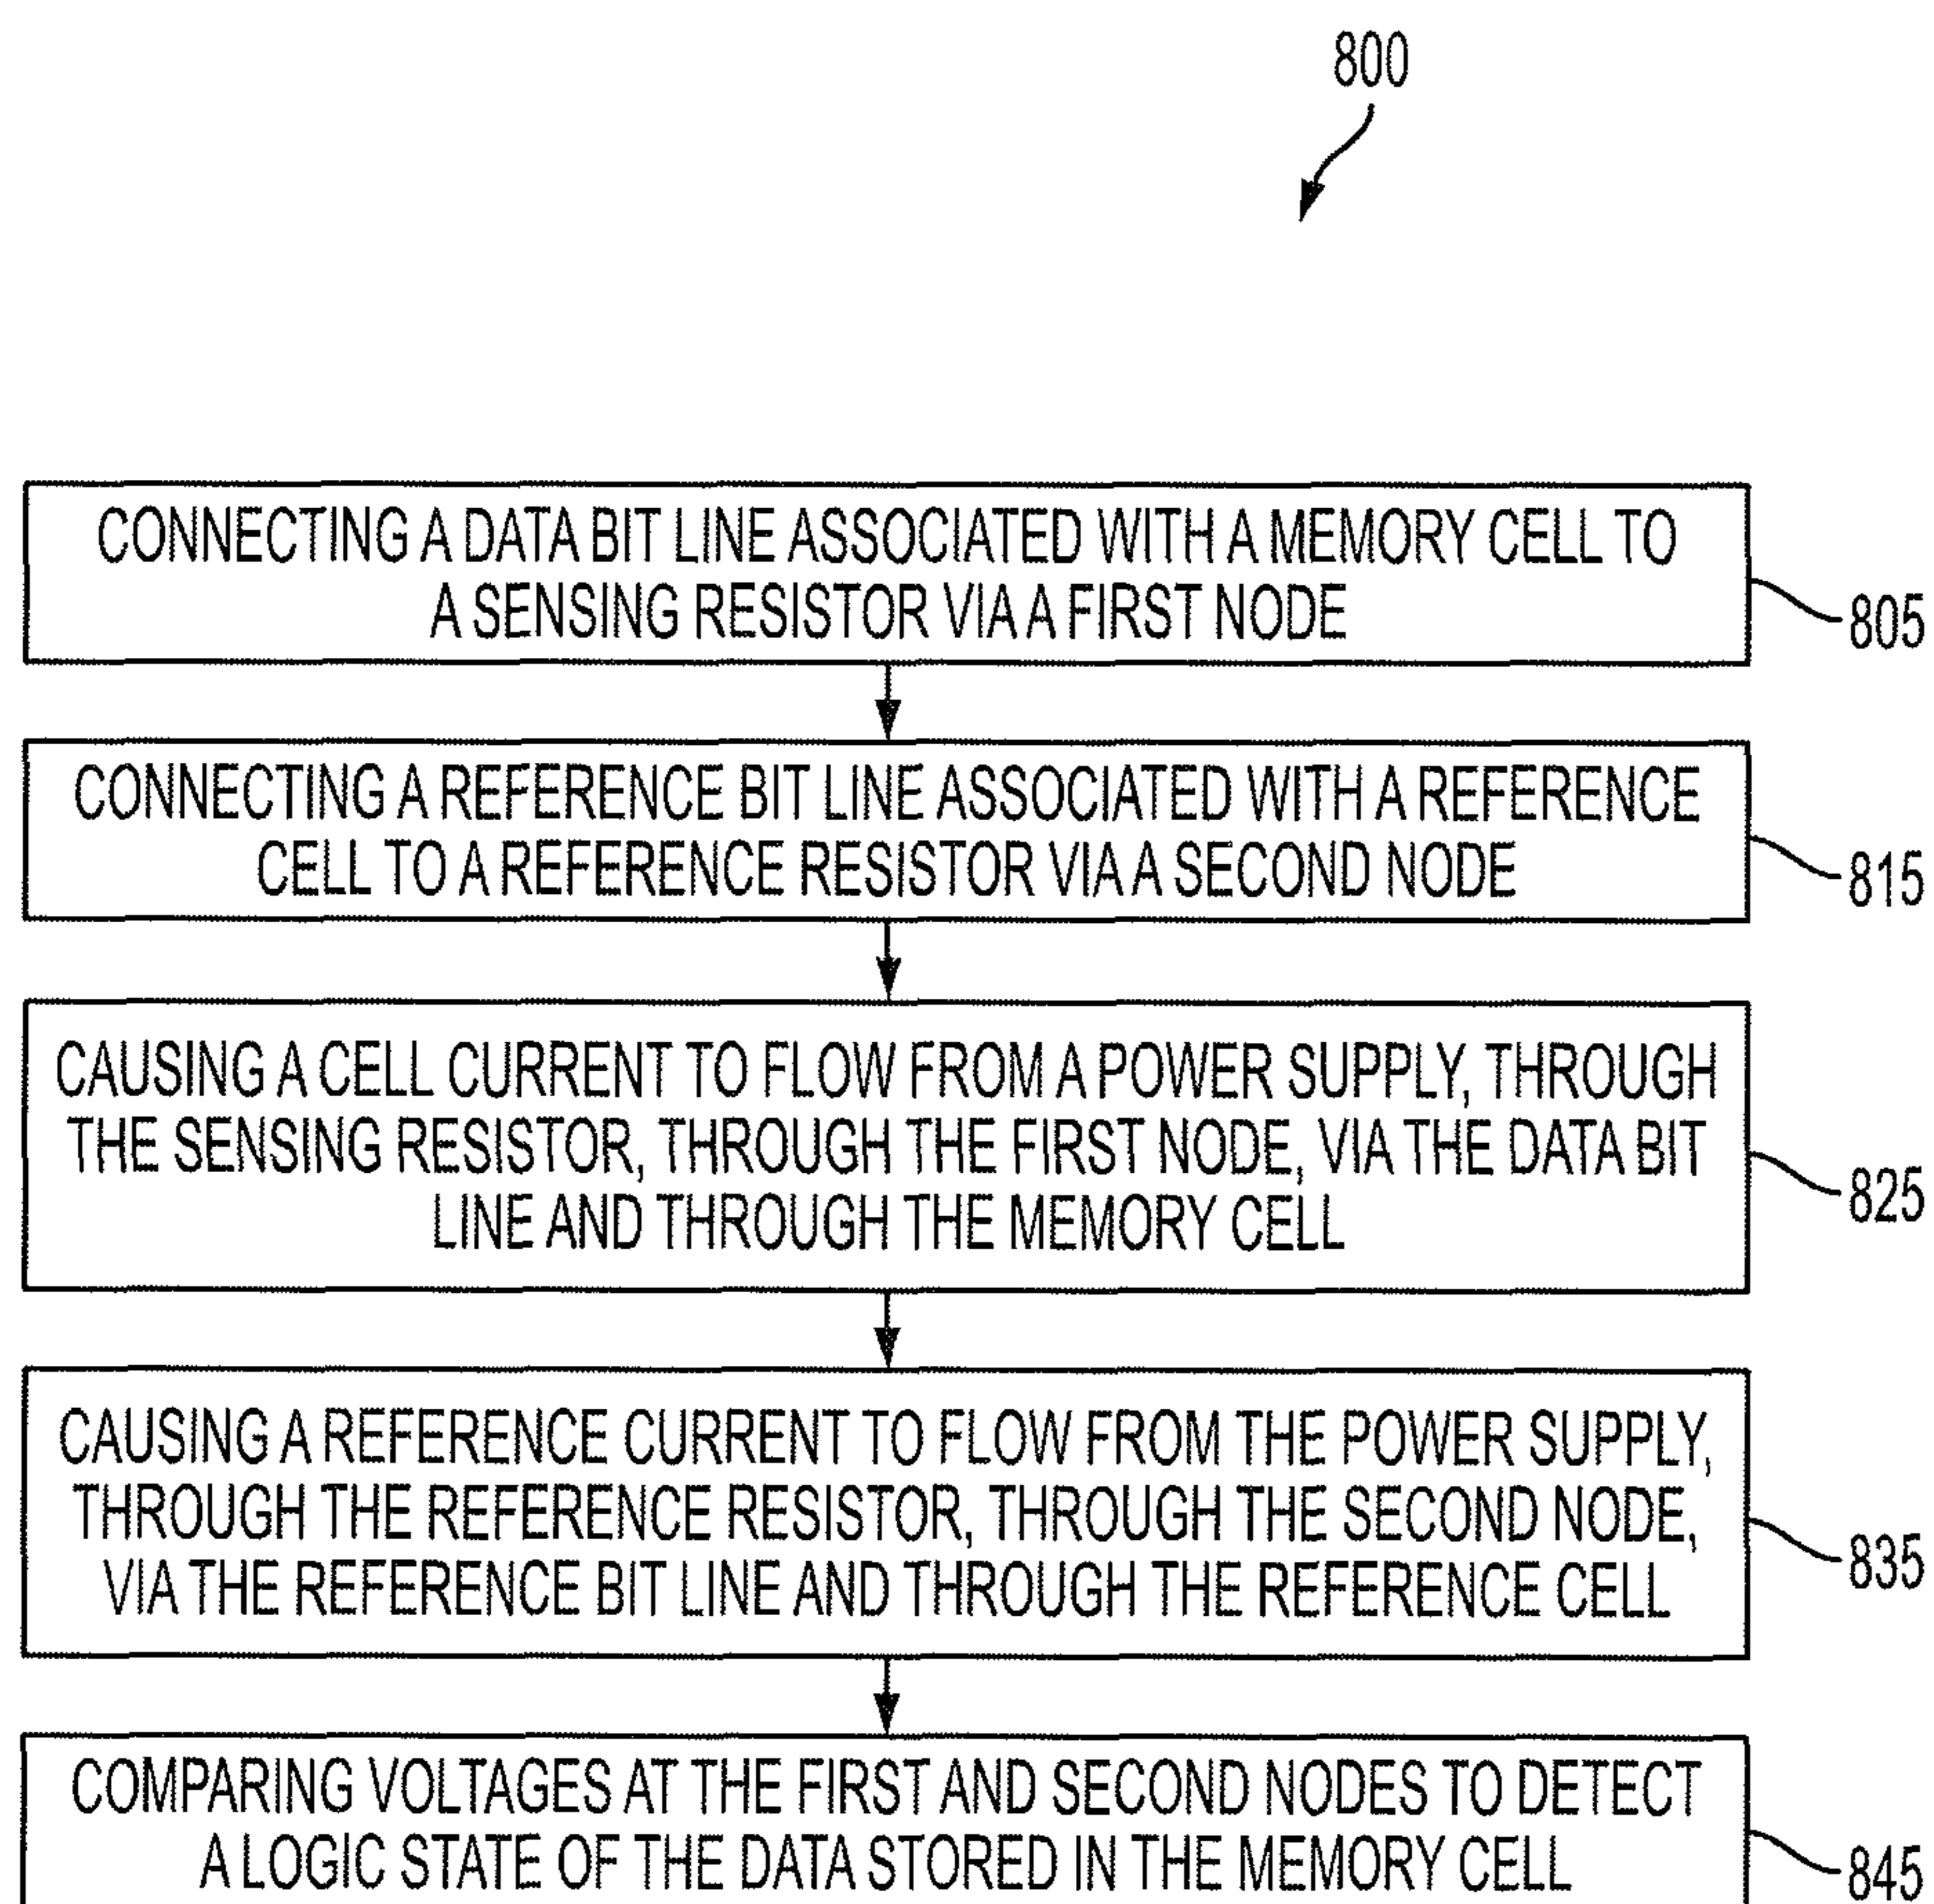 800
CONNECTING A DATA BIT LINE ASSOCIATED WITH A MEMORY CELL TO
A SENSING RESISTOR VIA A FIRST NODE
805
CONNECTING A REFERENCE BIT LINE ASSOCIATED WITH A REFERENCE
CELL TO A REFERENCE RESISTOR VIA A SECOND NODE
815
CAUSING A CELL CURRENT TO FLOW FROM A POWER SUPPLY, THROUGH
THE SENSING RESISTOR, THROUGH THE FIRST NODE, VIA THE DATA BIT
LINE AND THROUGH THE MEMORY CELL
825
CAUSING A REFERENCE CURRENT TO FLOW FROM THE POWER SUPPLY,
THROUGH THE REFERENCE RESISTOR, THROUGH THE SECOND NODE,
VIA THE REFERENCE BIT LINE AND THROUGH THE REFERENCE CELL
835
COMPARING VOLTAGES AT THE FIRST AND SECOND NODES TO DETECT
A LOGIC STATE OF THE DATA STORED IN THE MEMORY CELL
845